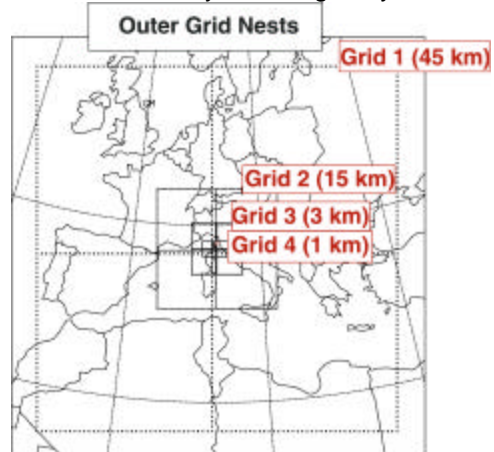 Outer Grid Nests
Grid 1 (45 km)
Grid 2 (15 km)
Grid 3 (3 km)
Grid 4 (1 km)